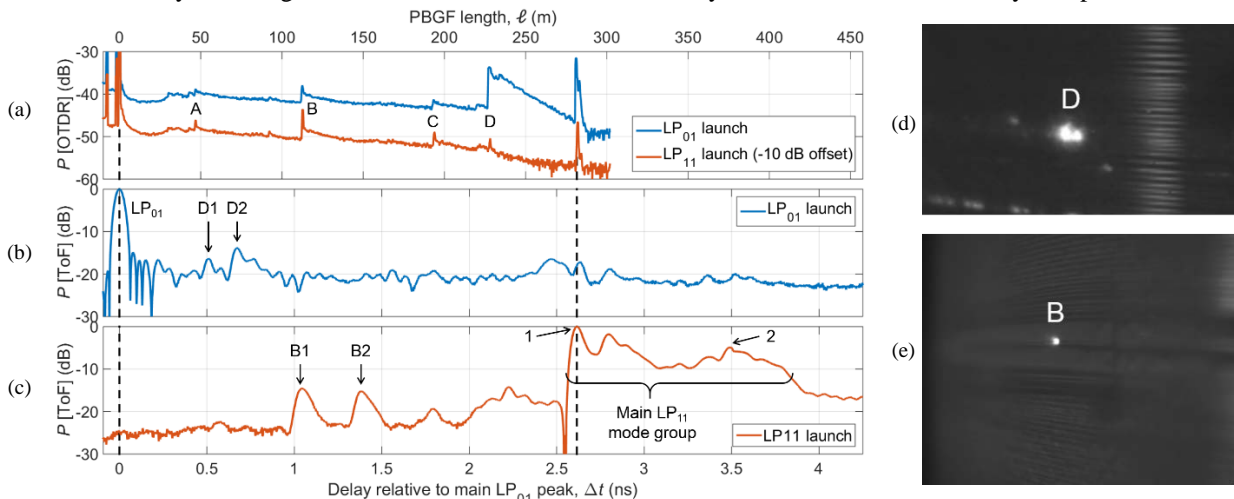 PBGF length, ℓ (m)
0 50 100 150 200 250 300 350 400 450
(a)
P [OTDR] (dB)
-30
-40
-50
-60
A B C D
LP01 launch
LP11 launch (-10 dB offset)
(b)
P [ToF] (dB)
0
-10
-20
-30
LP01
D1 D2
LP01 launch
(c)
P [ToF] (dB)
0
-10
-20
-30
B1 B2
1
2
Main LP11
mode group
LP11 launch
0 0.5 1 1.5 2 2.5 3 3.5 4
Delay relative to main LP01 peak, Δt (ns)
(d)
D
(e)
B